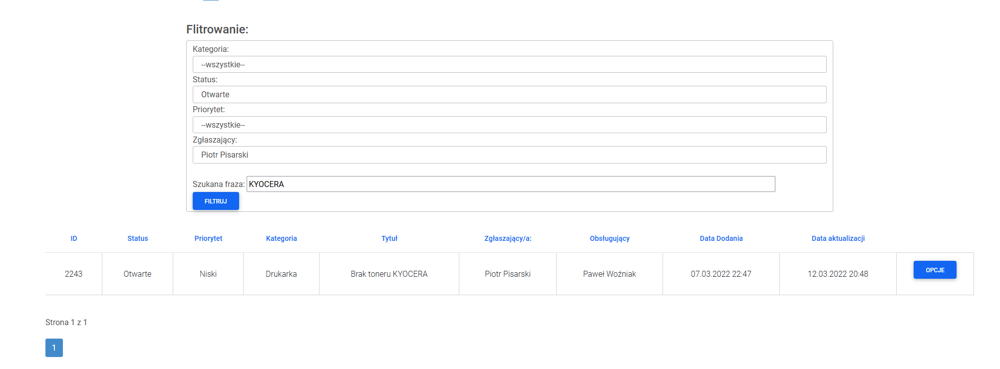 Flitrowanie:
Kategoria:
--wszystkie--
Status:
Otwarte
Priorytet:
--wszystkie--
Zgłaszający:
Piotr Pisarski
Szukana fraza: KYOCERA
FILTRUJ
ID Status Priorytet Kategoria Tytuł Zgłaszający/a: Obsługujący Data Dodania Data aktualizacji
2243 Otwarte Niski Drukarka Brak toneru KYOCERA Piotr Pisarski Paweł Woźniak 07.03.2022 22:47 12.03.2022 20:48 OPCJE
Strona 1 z 1
1